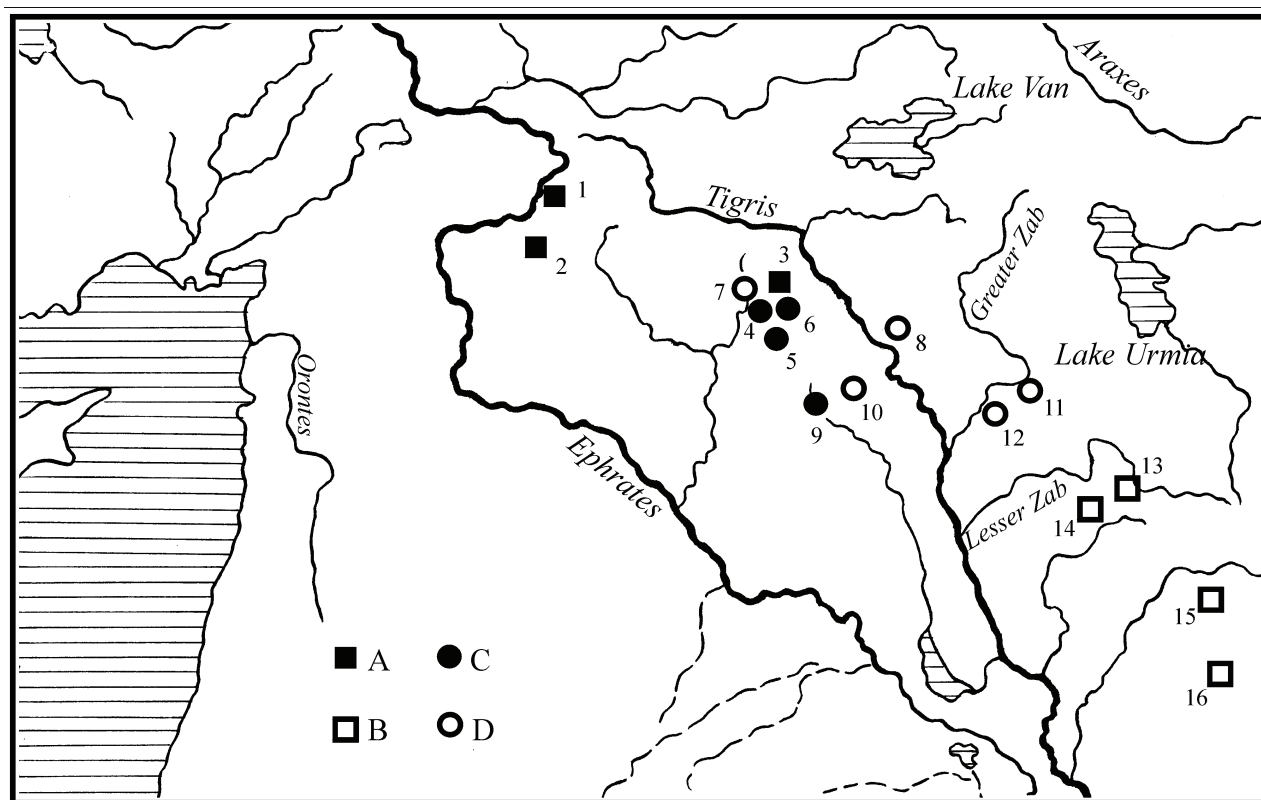 Araxes
Lake Van
1
Tigris
Greater Zab
2
3
7
4
6
8
Lake Urmia
5
Orontes
10
11
9
12
Ephrates
13
Lesser Zab
14
15
A
C
16
B
D